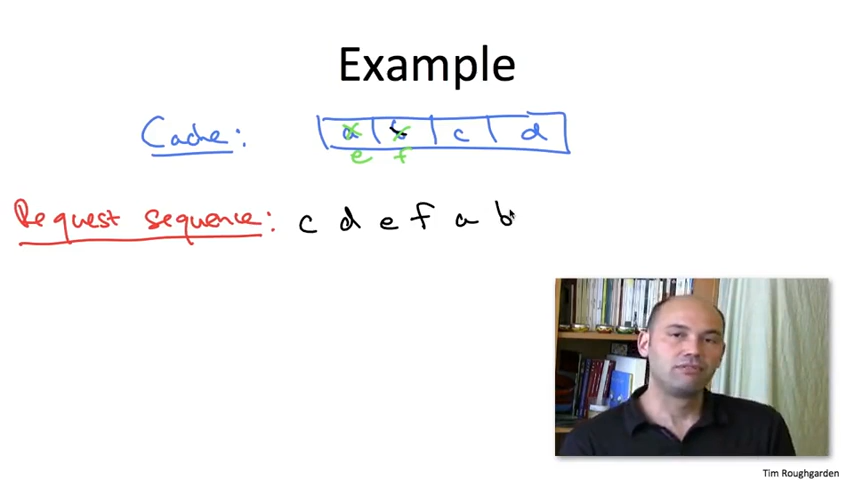 Example
Cache: a b c d
e f
Request sequence: c d e f a b
Tim Roughgarden